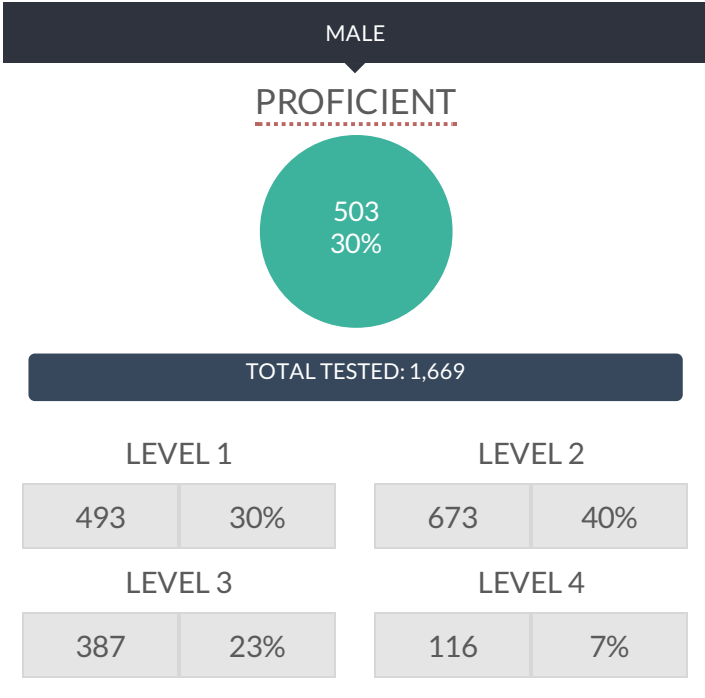 MALE
PROFICIENT
503
30%
TOTAL TESTED: 1,669
LEVEL 1
493 30%
LEVEL 2
673 40%
LEVEL 3
387 23%
LEVEL 4
116 7%